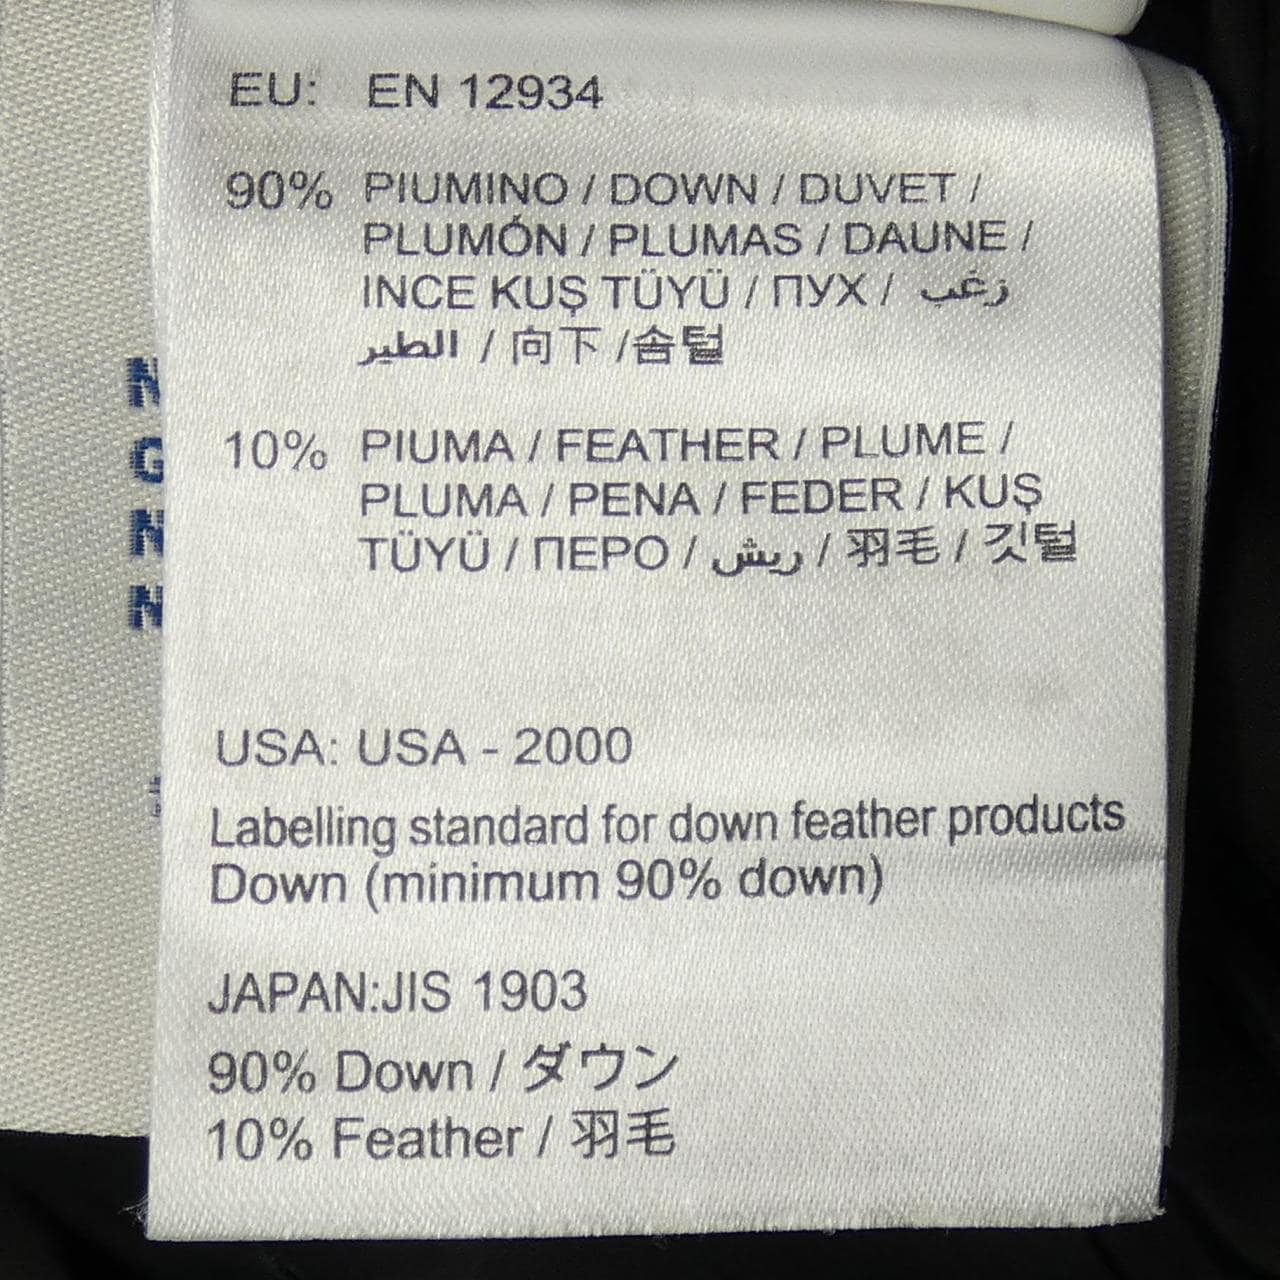 EU: EN 12934
90% PIUMINO / DOWN / DUVET /
PLUMÓN / PLUMAS / DAUNE /
INCE KUŞ TÜYÜ / ПУХ / زغب
الطير / 向下 /솜털
10% PIUMA / FEATHER / PLUME /
PLUMA / PENA / FEDER / KUŞ
TÜYÜ / ПЕРО / ريش / 羽毛 / 깃털
USA: USA - 2000
Labelling standard for down feather products
Down (minimum 90% down)
JAPAN:JIS 1903
90% Down / ダウン
10% Feather / 羽毛
N
G
N
N